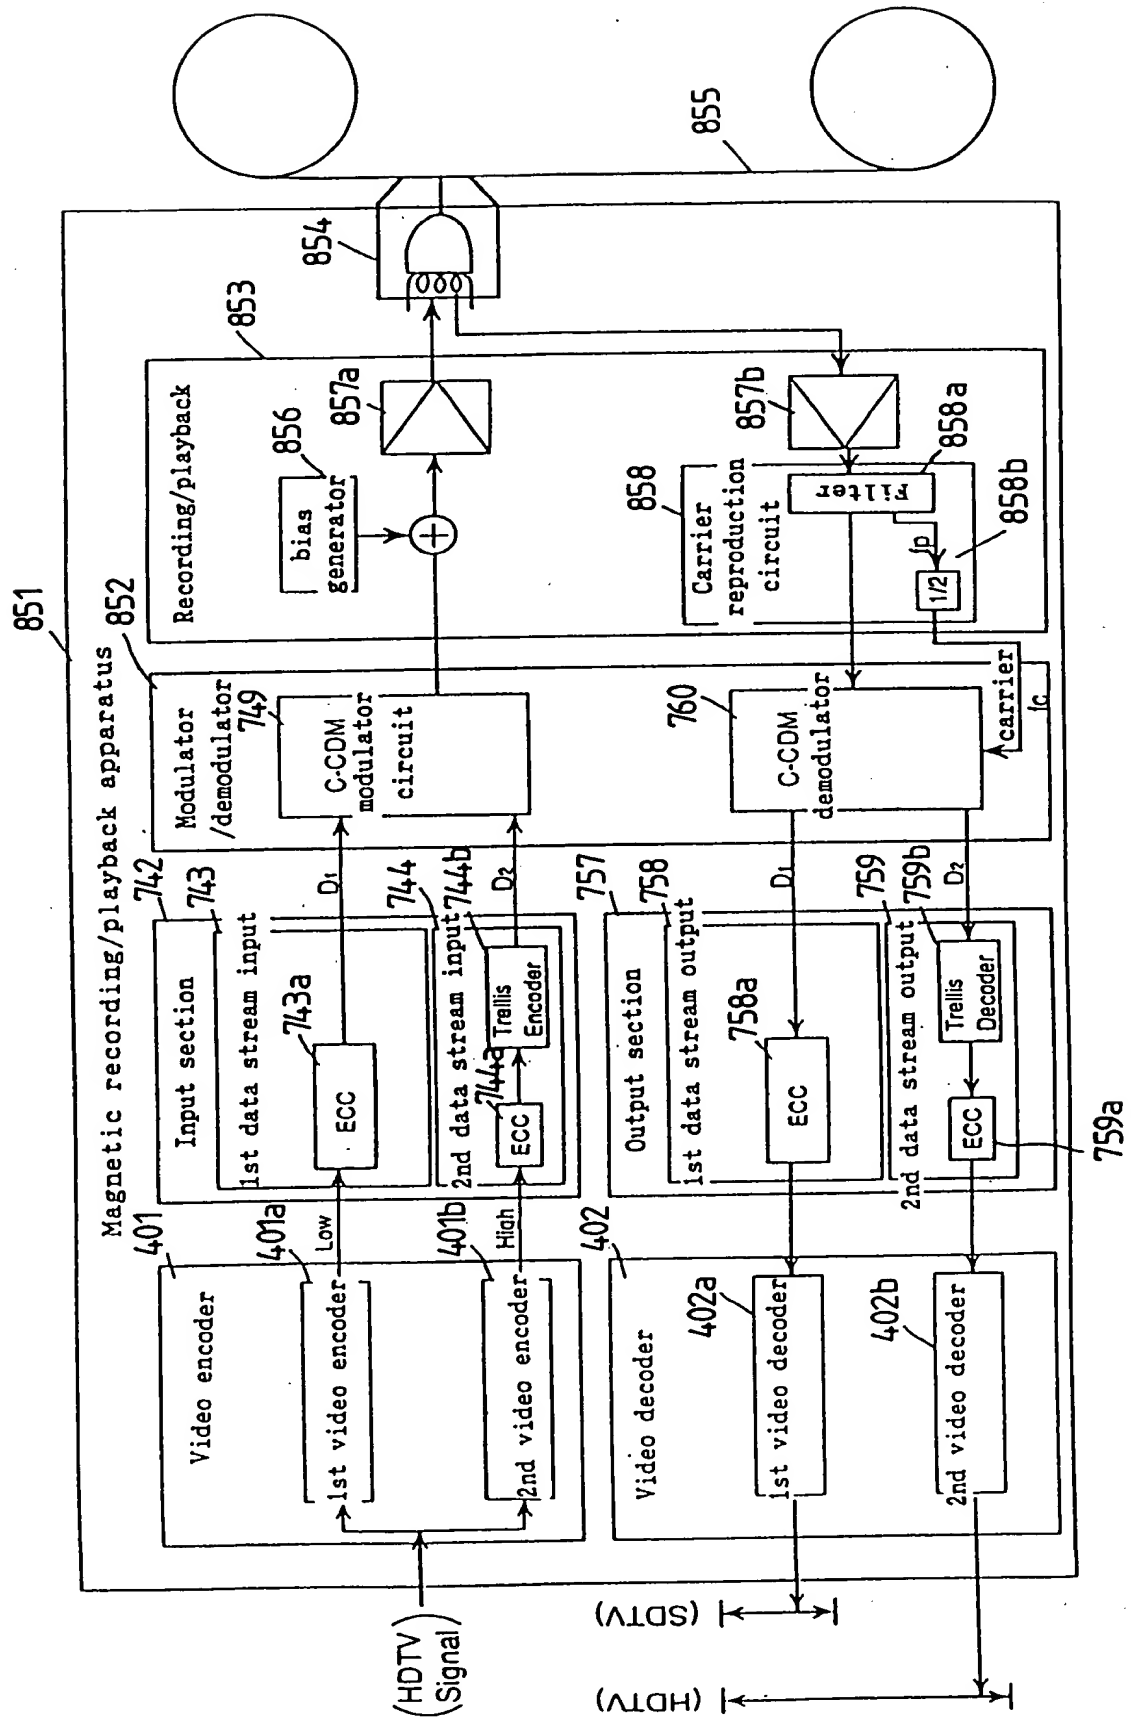 851
Magnetic recording/playback apparatus
401
Video encoder
401a
1st video encoder
Low
401b
2nd video encoder
High
(HDTV
Signal)
742
Input section
743
1st data stream input
743a
ECC
D1
744
2nd data stream input
744a
ECC
744b
Trellis
Encoder
D2
852
Modulator
/demodulator
749
C-CDM
modulator
circuit
853
Recording/playback
856
bias
generator
857a
854
855
402
Video decoder
402a
1st video decoder
402b
2nd video decoder
(SDTV)
(HDTV)
757
Output section
758
1st data stream output
758a
ECC
D1
759
2nd data stream output
759b
Trellis
Decoder
ECC
759a
D2
760
C-CDM
demodulator
carrier
fc
858
Carrier
reproduction
circuit
857b
Filter
858a
fp
1/2
858b